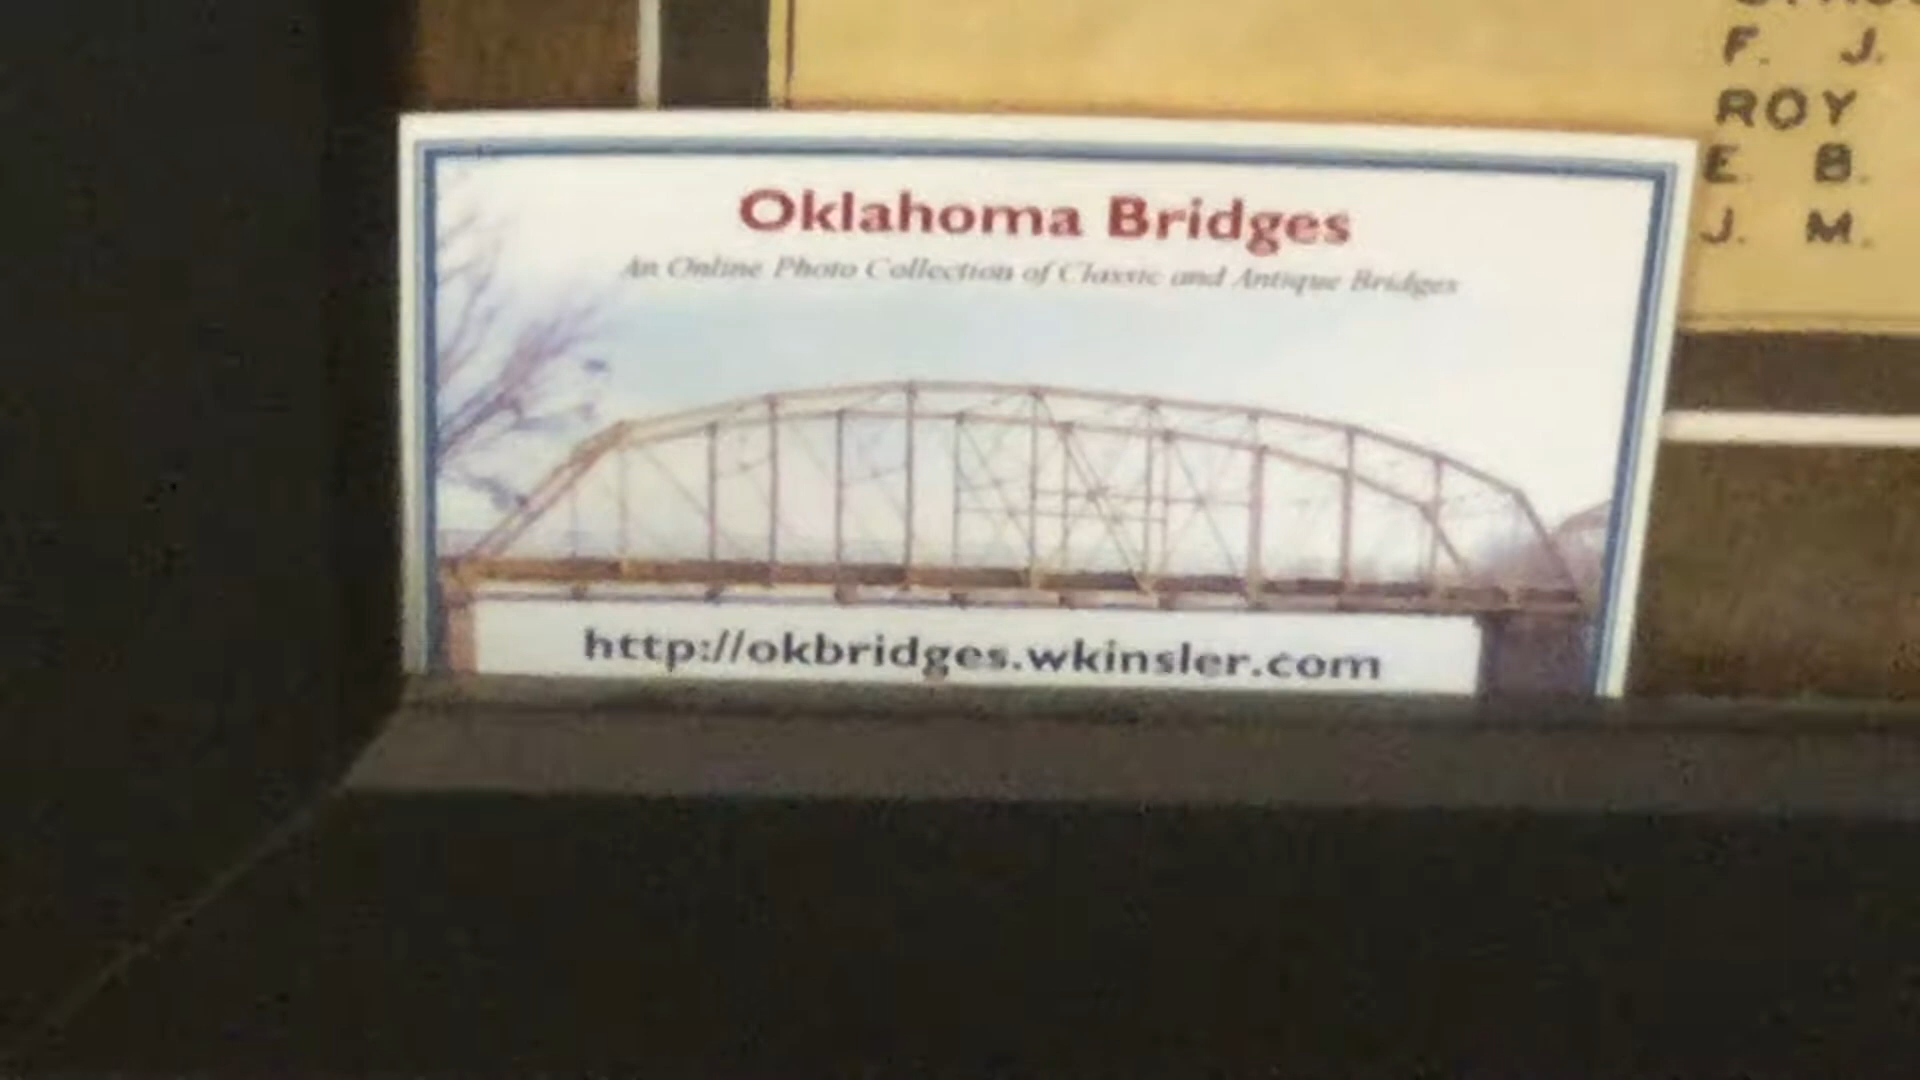 F. J.
ROY
E. B.
J. M.
Oklahoma Bridges
An Online Photo Collection of Classic and Antique Bridges
http://okbridges.wkinsler.com